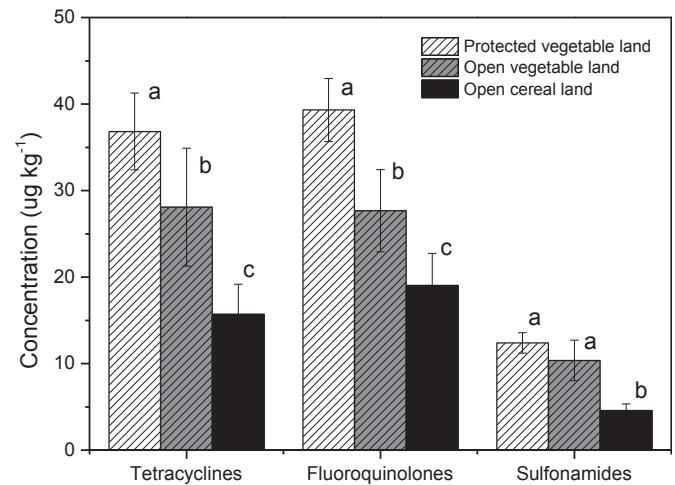 50
40
30
20
10
0
Concentration (ug kg⁻¹)
Protected vegetable land
Open vegetable land
Open cereal land
a
b
c
a
b
c
a
a
b
Tetracyclines
Fluoroquinolones
Sulfonamides